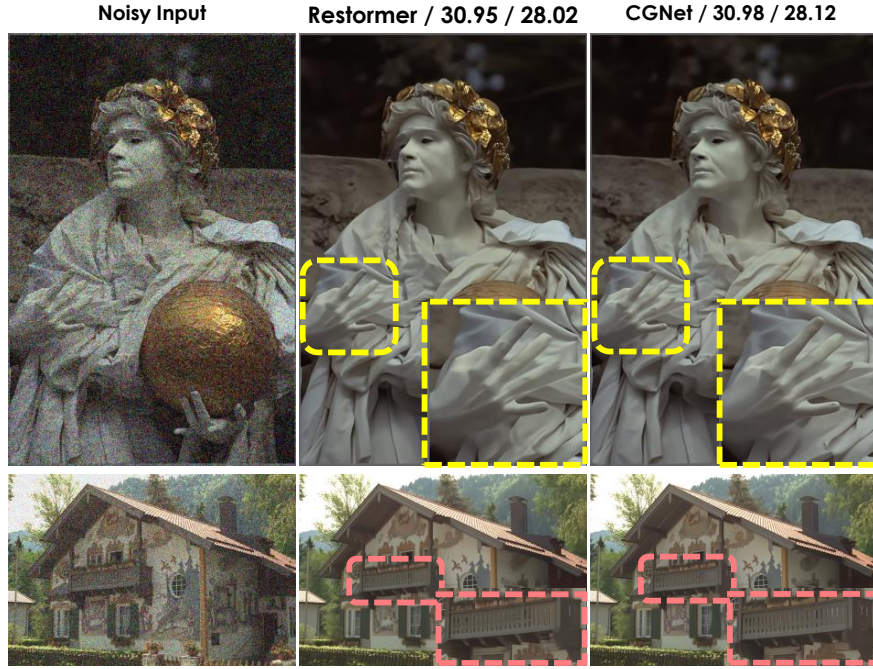 Noisy Input
Restormer / 30.95 / 28.02
CGNet / 30.98 / 28.12